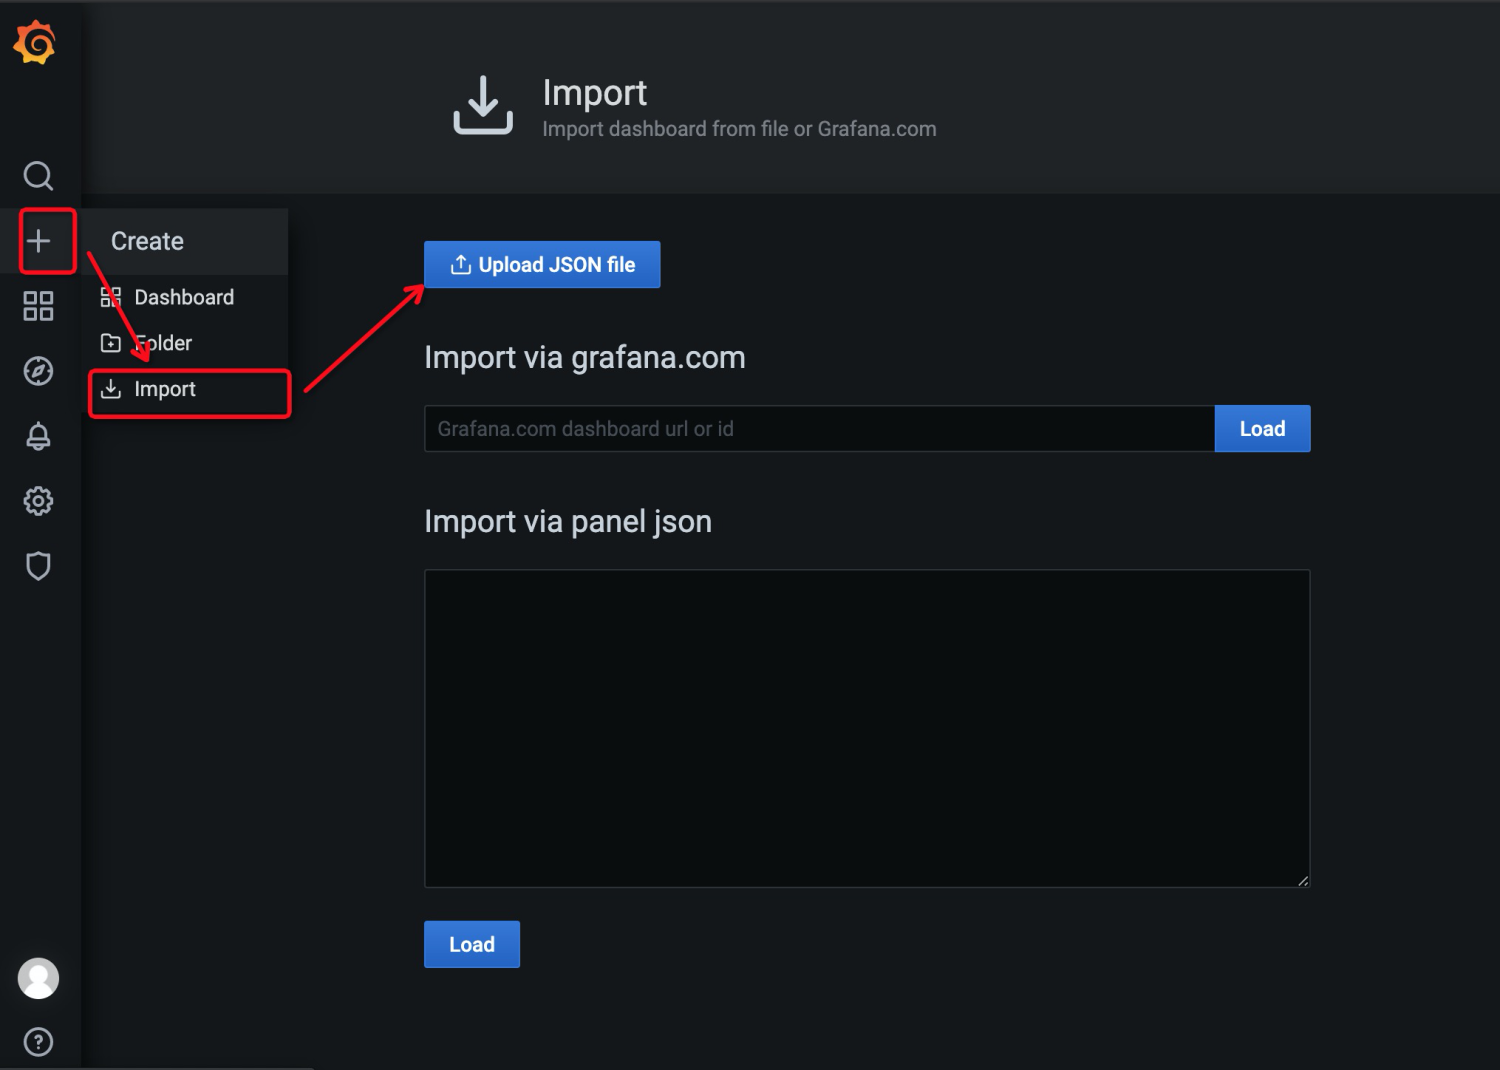 Import
Import dashboard from file or Grafana.com
Create
Dashboard
Folder
Import
Upload JSON file
Import via grafana.com
Grafana.com dashboard url or id
Load
Import via panel json
Load